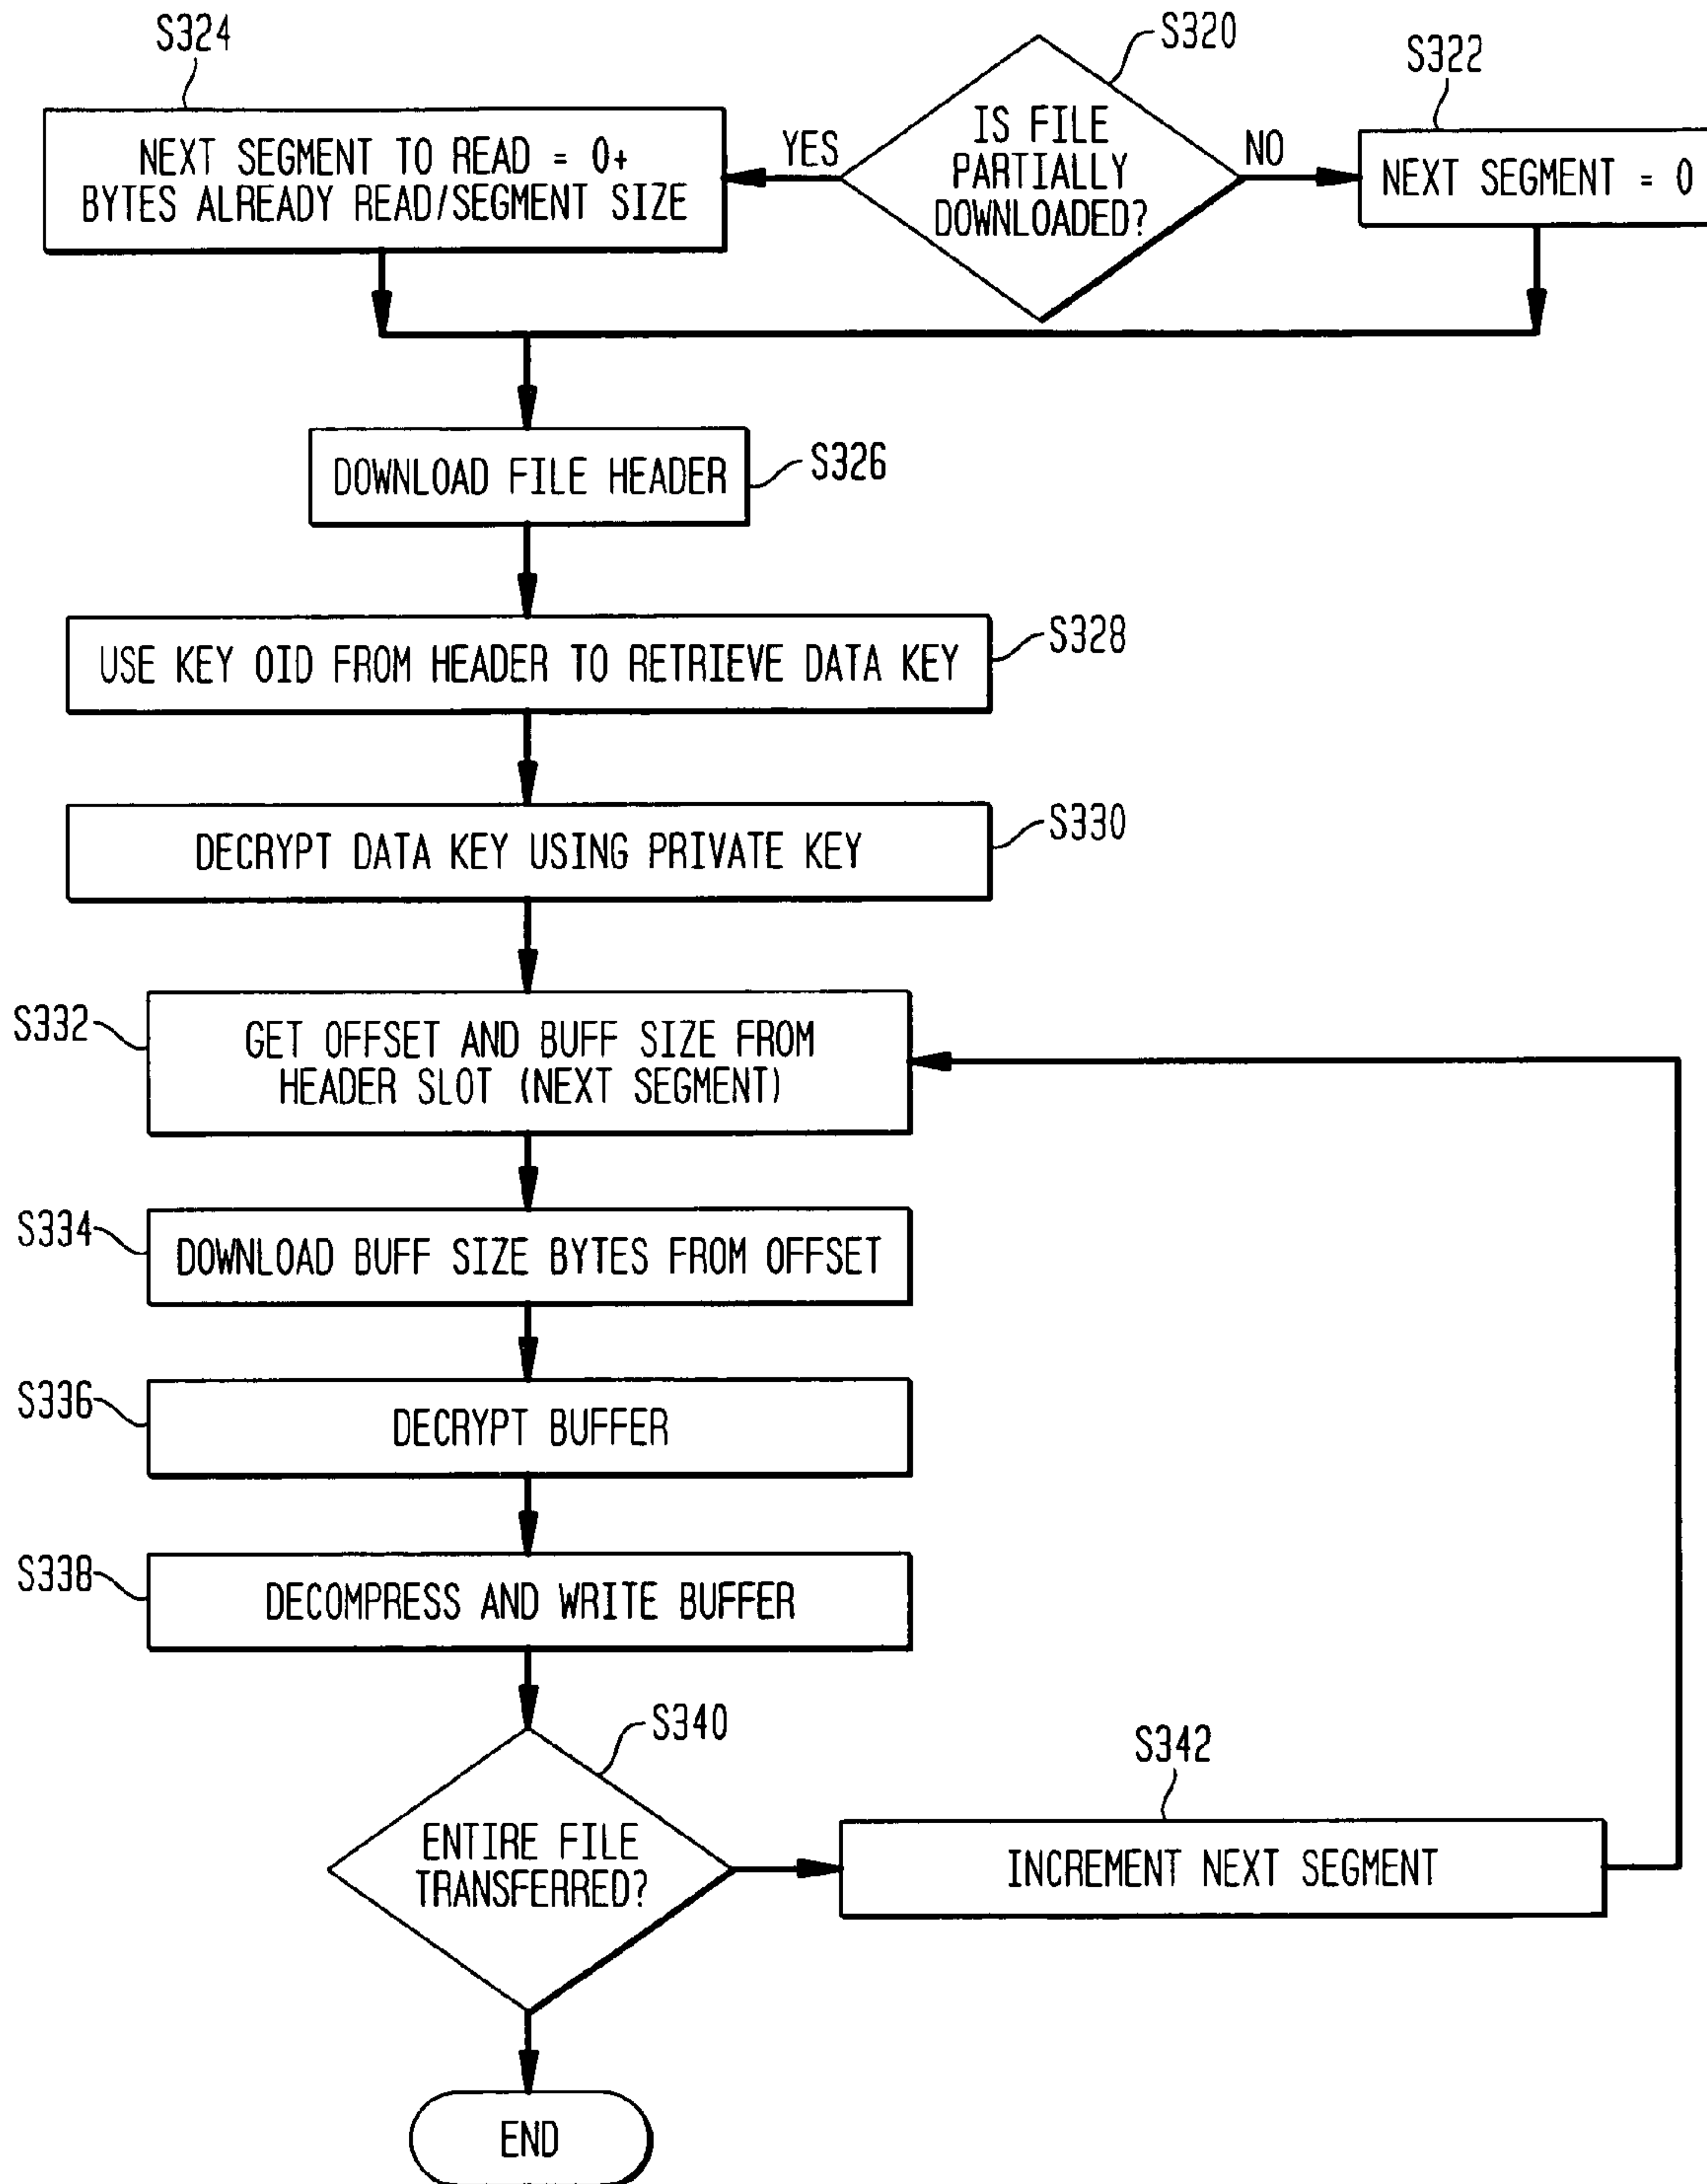 S324
S320
S322
NEXT SEGMENT TO READ = 0+
BYTES ALREADY READ/SEGMENT SIZE
YES
IS FILE
PARTIALLY
DOWNLOADED?
NO
NEXT SEGMENT = 0
DOWNLOAD FILE HEADER
S326
USE KEY OID FROM HEADER TO RETRIEVE DATA KEY
S328
DECRYPT DATA KEY USING PRIVATE KEY
S330
S332
GET OFFSET AND BUFF SIZE FROM
HEADER SLOT (NEXT SEGMENT)
S334
DOWNLOAD BUFF SIZE BYTES FROM OFFSET
S336
DECRYPT BUFFER
S338
DECOMPRESS AND WRITE BUFFER
S340
ENTIRE FILE
TRANSFERRED?
S342
INCREMENT NEXT SEGMENT
END